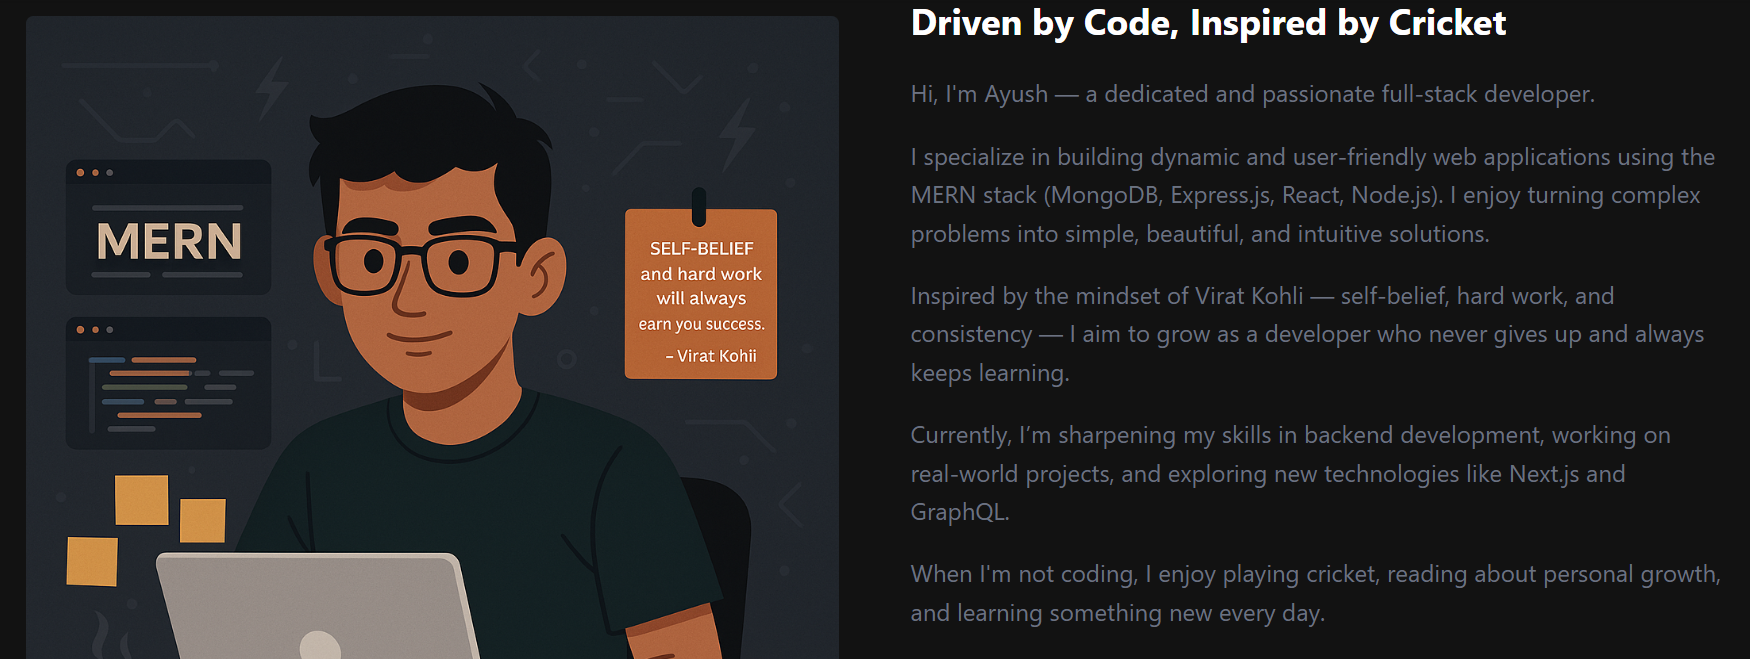 MERN
SELF-BELIEF
and hard work
will always
earn you success.
– Virat Kohii
Driven by Code, Inspired by Cricket
Hi, I'm Ayush — a dedicated and passionate full-stack developer.
I specialize in building dynamic and user-friendly web applications using the
MERN stack (MongoDB, Express.js, React, Node.js). I enjoy turning complex
problems into simple, beautiful, and intuitive solutions.
Inspired by the mindset of Virat Kohli — self-belief, hard work, and
consistency — I aim to grow as a developer who never gives up and always
keeps learning.
Currently, I’m sharpening my skills in backend development, working on
real-world projects, and exploring new technologies like Next.js and
GraphQL.
When I'm not coding, I enjoy playing cricket, reading about personal growth,
and learning something new every day.